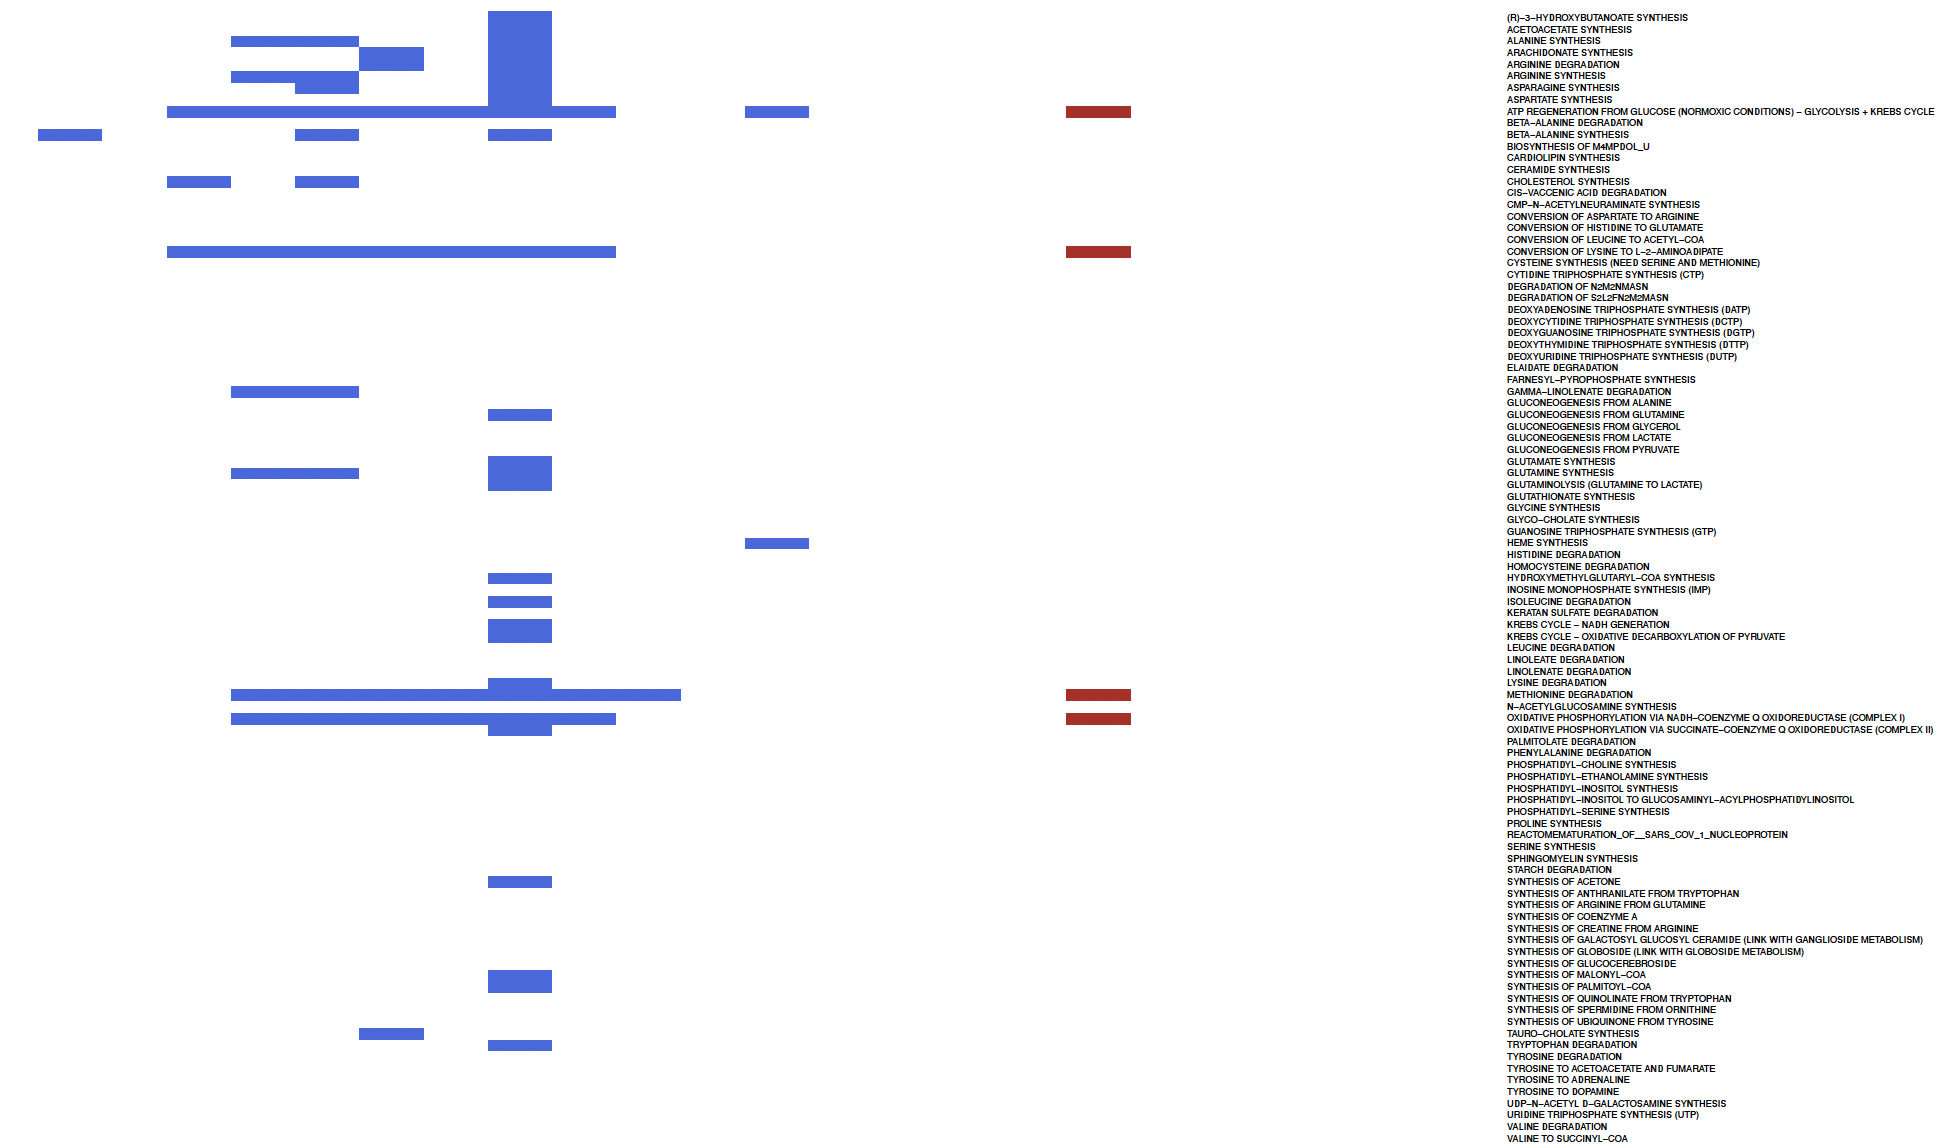 (R)−3−HYDROXYBUTANOATE SYNTHESIS
ACETOACETATE SYNTHESIS
ALANINE SYNTHESIS
ARACHIDONATE SYNTHESIS
ARGININE DEGRADATION
ARGININE SYNTHESIS
ASPARAGINE SYNTHESIS
ASPARTATE SYNTHESIS
ATP REGENERATION FROM GLUCOSE (NORMOXIC CONDITIONS) − GLYCOLYSIS + KREBS CYCLE
BETA−ALANINE DEGRADATION
BETA−ALANINE SYNTHESIS
BIOSYNTHESIS OF M4MPDOL_U
CARDIOLIPIN SYNTHESIS
CERAMIDE SYNTHESIS
CHOLESTEROL SYNTHESIS
CIS−VACCENIC ACID DEGRADATION
CMP−N−ACETYLNEURAMINATE SYNTHESIS
CONVERSION OF ASPARTATE TO ARGININE
CONVERSION OF HISTIDINE TO GLUTAMATE
CONVERSION OF LEUCINE TO ACETYL−COA
CONVERSION OF LYSINE TO L−2−AMINOADIPATE
CYSTEINE SYNTHESIS (NEED SERINE AND METHIONINE)
CYTIDINE TRIPHOSPHATE SYNTHESIS (CTP)
DEGRADATION OF N2M2NMASN
DEGRADATION OF S2L2FN2M2MASN
DEOXYADENOSINE TRIPHOSPHATE SYNTHESIS (DATP)
DEOXYCYTIDINE TRIPHOSPHATE SYNTHESIS (DCTP)
DEOXYGUANOSINE TRIPHOSPHATE SYNTHESIS (DGTP)
DEOXYTHYMIDINE TRIPHOSPHATE SYNTHESIS (DTTP)
DEOXYURIDINE TRIPHOSPHATE SYNTHESIS (DUTP)
ELAIDATE DEGRADATION
FARNESYL−PYROPHOSPHATE SYNTHESIS
GAMMA−LINOLENATE DEGRADATION
GLUCONEOGENESIS FROM ALANINE
GLUCONEOGENESIS FROM GLUTAMINE
GLUCONEOGENESIS FROM GLYCEROL
GLUCONEOGENESIS FROM LACTATE
GLUCONEOGENESIS FROM PYRUVATE
GLUTAMATE SYNTHESIS
GLUTAMINE SYNTHESIS
GLUTAMINOLYSIS (GLUTAMINE TO LACTATE)
GLUTATHIONATE SYNTHESIS
GLYCINE SYNTHESIS
GLYCO−CHOLATE SYNTHESIS
GUANOSINE TRIPHOSPHATE SYNTHESIS (GTP)
HEME SYNTHESIS
HISTIDINE DEGRADATION
HOMOCYSTEINE DEGRADATION
HYDROXYMETHYLGLUTARYL−COA SYNTHESIS
INOSINE MONOPHOSPHATE SYNTHESIS (IMP)
ISOLEUCINE DEGRADATION
KERATAN SULFATE DEGRADATION
KREBS CYCLE − NADH GENERATION
KREBS CYCLE − OXIDATIVE DECARBOXYLATION OF PYRUVATE
LEUCINE DEGRADATION
LINOLEATE DEGRADATION
LINOLENATE DEGRADATION
LYSINE DEGRADATION
METHIONINE DEGRADATION
N−ACETYLGLUCOSAMINE SYNTHESIS
OXIDATIVE PHOSPHORYLATION VIA NADH−COENZYME Q OXIDOREDUCTASE (COMPLEX I)
OXIDATIVE PHOSPHORYLATION VIA SUCCINATE−COENZYME Q OXIDOREDUCTASE (COMPLEX II)
PALMITOLATE DEGRADATION
PHENYLALANINE DEGRADATION
PHOSPHATIDYL−CHOLINE SYNTHESIS
PHOSPHATIDYL−ETHANOLAMINE SYNTHESIS
PHOSPHATIDYL−INOSITOL SYNTHESIS
PHOSPHATIDYL−INOSITOL TO GLUCOSAMINYL−ACYLPHOSPHATIDYLINOSITOL
PHOSPHATIDYL−SERINE SYNTHESIS
PROLINE SYNTHESIS
REACTOMEMATURATION_OF__SARS_COV_1_NUCLEOPROTEIN
SERINE SYNTHESIS
SPHINGOMYELIN SYNTHESIS
STARCH DEGRADATION
SYNTHESIS OF ACETONE
SYNTHESIS OF ANTHRANILATE FROM TRYPTOPHAN
SYNTHESIS OF ARGININE FROM GLUTAMINE
SYNTHESIS OF COENZYME A
SYNTHESIS OF CREATINE FROM ARGININE
SYNTHESIS OF GALACTOSYL GLUCOSYL CERAMIDE (LINK WITH GANGLIOSIDE METABOLISM)
SYNTHESIS OF GLOBOSIDE (LINK WITH GLOBOSIDE METABOLISM)
SYNTHESIS OF GLUCOCEREBROSIDE
SYNTHESIS OF MALONYL−COA
SYNTHESIS OF PALMITOYL−COA
SYNTHESIS OF QUINOLINATE FROM TRYPTOPHAN
SYNTHESIS OF SPERMIDINE FROM ORNITHINE
SYNTHESIS OF UBIQUINONE FROM TYROSINE
TAURO−CHOLATE SYNTHESIS
TRYPTOPHAN DEGRADATION
TYROSINE DEGRADATION
TYROSINE TO ACETOACETATE AND FUMARATE
TYROSINE TO ADRENALINE
TYROSINE TO DOPAMINE
UDP−N−ACETYL D−GALACTOSAMINE SYNTHESIS
URIDINE TRIPHOSPHATE SYNTHESIS (UTP)
VALINE DEGRADATION
VALINE TO SUCCINYL−COA